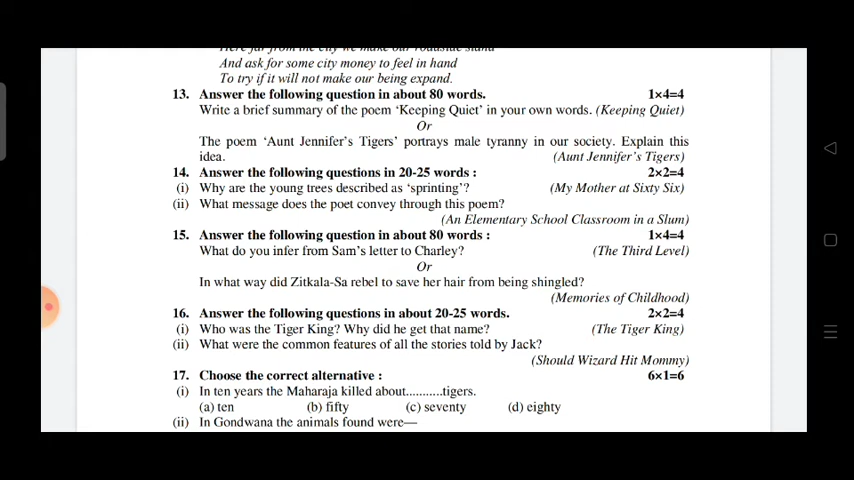 Here far from the city we make our roadside stand
And ask for some city money to feel in hand
To try if it will not make our being expand.
13. Answer the following question in about 80 words. 1×4=4
Write a brief summary of the poem ‘Keeping Quiet’ in your own words. (Keeping Quiet)
Or
The poem ‘Aunt Jennifer’s Tigers’ portrays male tyranny in our society. Explain this
idea. (Aunt Jennifer’s Tigers)
14. Answer the following questions in 20-25 words : 2×2=4
(i) Why are the young trees described as ‘sprinting’? (My Mother at Sixty Six)
(ii) What message does the poet convey through this poem?
(An Elementary School Classroom in a Slum)
15. Answer the following question in about 80 words : 1×4=4
What do you infer from Sam’s letter to Charley? (The Third Level)
Or
In what way did Zitkala-Sa rebel to save her hair from being shingled?
(Memories of Childhood)
16. Answer the following questions in about 20-25 words. 2×2=4
(i) Who was the Tiger King? Why did he get that name? (The Tiger King)
(ii) What were the common features of all the stories told by Jack?
(Should Wizard Hit Mommy)
17. Choose the correct alternative : 6×1=6
(i) In ten years the Maharaja killed about..........tigers.
(a) ten (b) fifty (c) seventy (d) eighty
(ii) In Gondwana the animals found were—